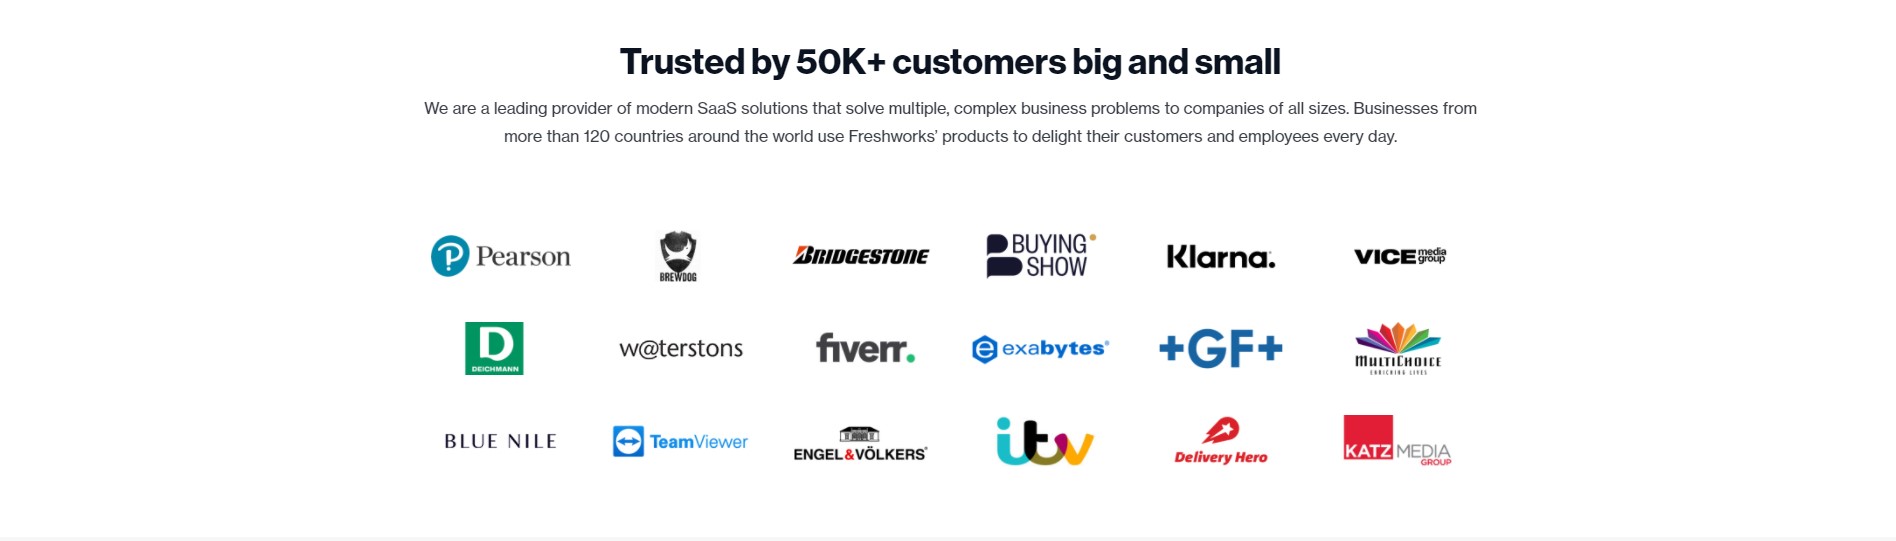 Trusted by 50K+ customers big and small
We are a leading provider of modern SaaS solutions that solve multiple, complex business problems to companies of all sizes. Businesses from
more than 120 countries around the world use Freshworks’ products to delight their customers and employees every day.
Pearson
BREWDOG
BRIDGESTONE
BUYING
SHOW
Klarna.
VICE media
group
D
DEICHMANN
w@terstons
fiverr.
e exabytes®
+GF+
MULTICHOICE
ENRICHING LIVES
BLUE NILE
TeamViewer
ENGEL&VÖLKERS®
itv
Delivery Hero
KATZ MEDIA
GROUP